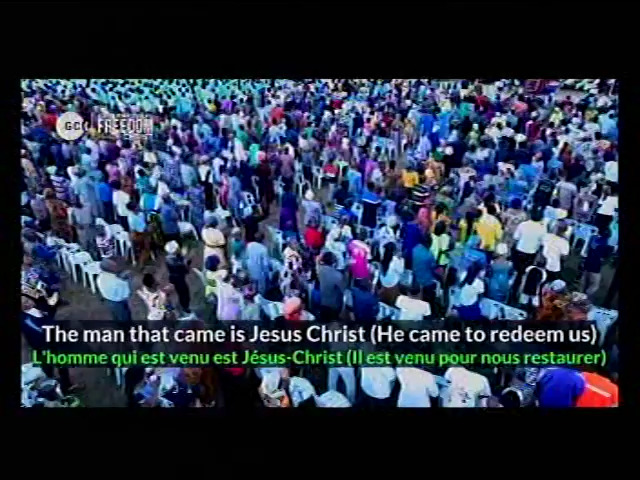 GCK
FREEDOM
The man that came is Jesus Christ (He came to redeem us)
L'homme qui est venu est Jésus-Christ (Il est venu pour nous restaurer)